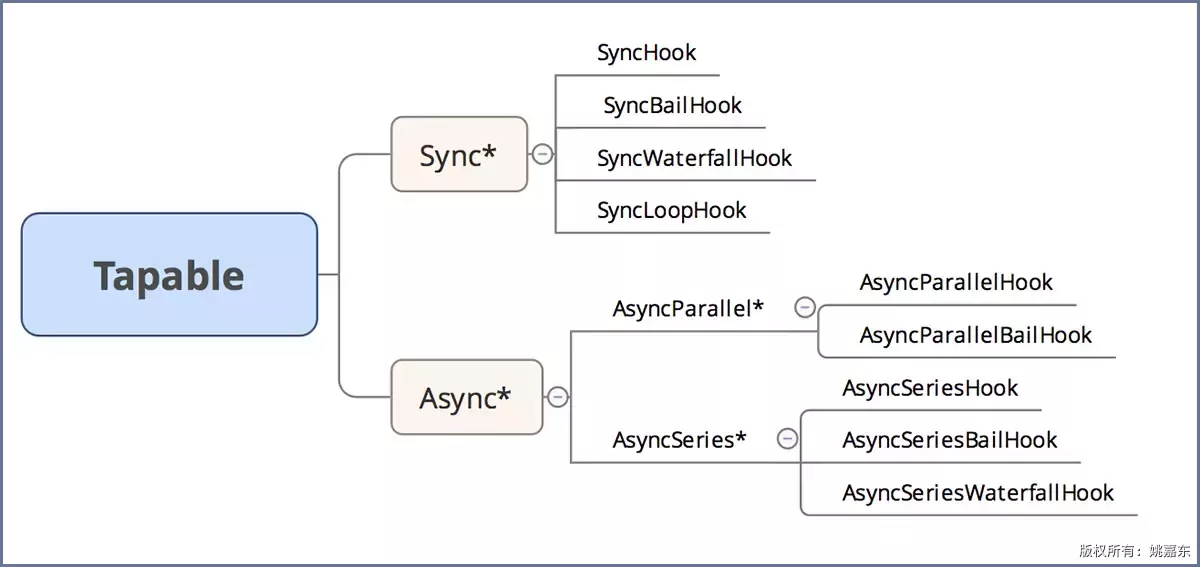 Tapable
Sync*
SyncHook
SyncBailHook
SyncWaterfallHook
SyncLoopHook
Async*
AsyncParallel*
AsyncParallelHook
AsyncParallelBailHook
AsyncSeries*
AsyncSeriesHook
AsyncSeriesBailHook
AsyncSeriesWaterfallHook
版权所有：姚嘉东